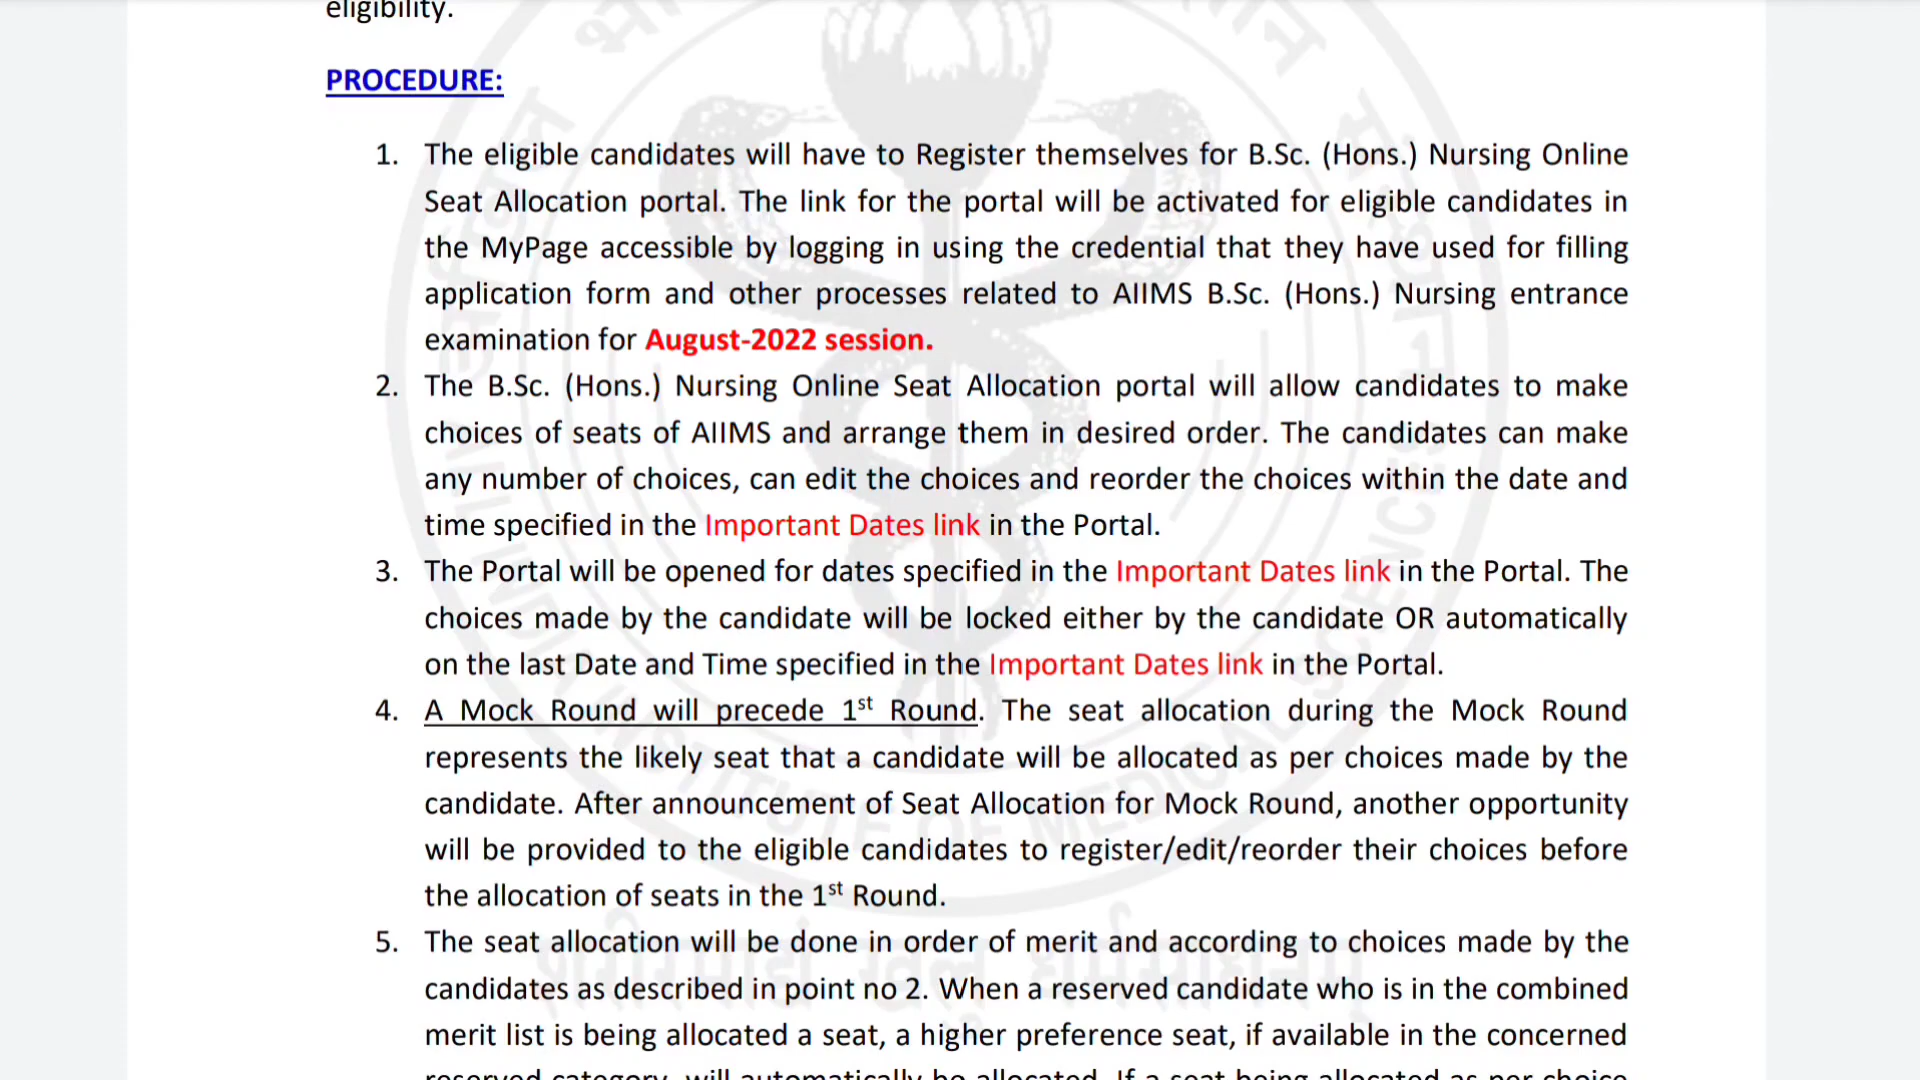 eligibility.
PROCEDURE:
1. The eligible candidates will have to Register themselves for B.Sc. (Hons.) Nursing Online
Seat Allocation portal. The link for the portal will be activated for eligible candidates in
the MyPage accessible by logging in using the credential that they have used for filling
application form and other processes related to AIIMS B.Sc. (Hons.) Nursing entrance
examination for August-2022 session.
2. The B.Sc. (Hons.) Nursing Online Seat Allocation portal will allow candidates to make
choices of seats of AIIMS and arrange them in desired order. The candidates can make
any number of choices, can edit the choices and reorder the choices within the date and
time specified in the Important Dates link in the Portal.
3. The Portal will be opened for dates specified in the Important Dates link in the Portal. The
choices made by the candidate will be locked either by the candidate OR automatically
on the last Date and Time specified in the Important Dates link in the Portal.
4. A Mock Round will precede 1st Round. The seat allocation during the Mock Round
represents the likely seat that a candidate will be allocated as per choices made by the
candidate. After announcement of Seat Allocation for Mock Round, another opportunity
will be provided to the eligible candidates to register/edit/reorder their choices before
the allocation of seats in the 1st Round.
5. The seat allocation will be done in order of merit and according to choices made by the
candidates as described in point no 2. When a reserved candidate who is in the combined
merit list is being allocated a seat, a higher preference seat, if available in the concerned
reserved category, will automatically be allocated. If a seat being allocated as per choice